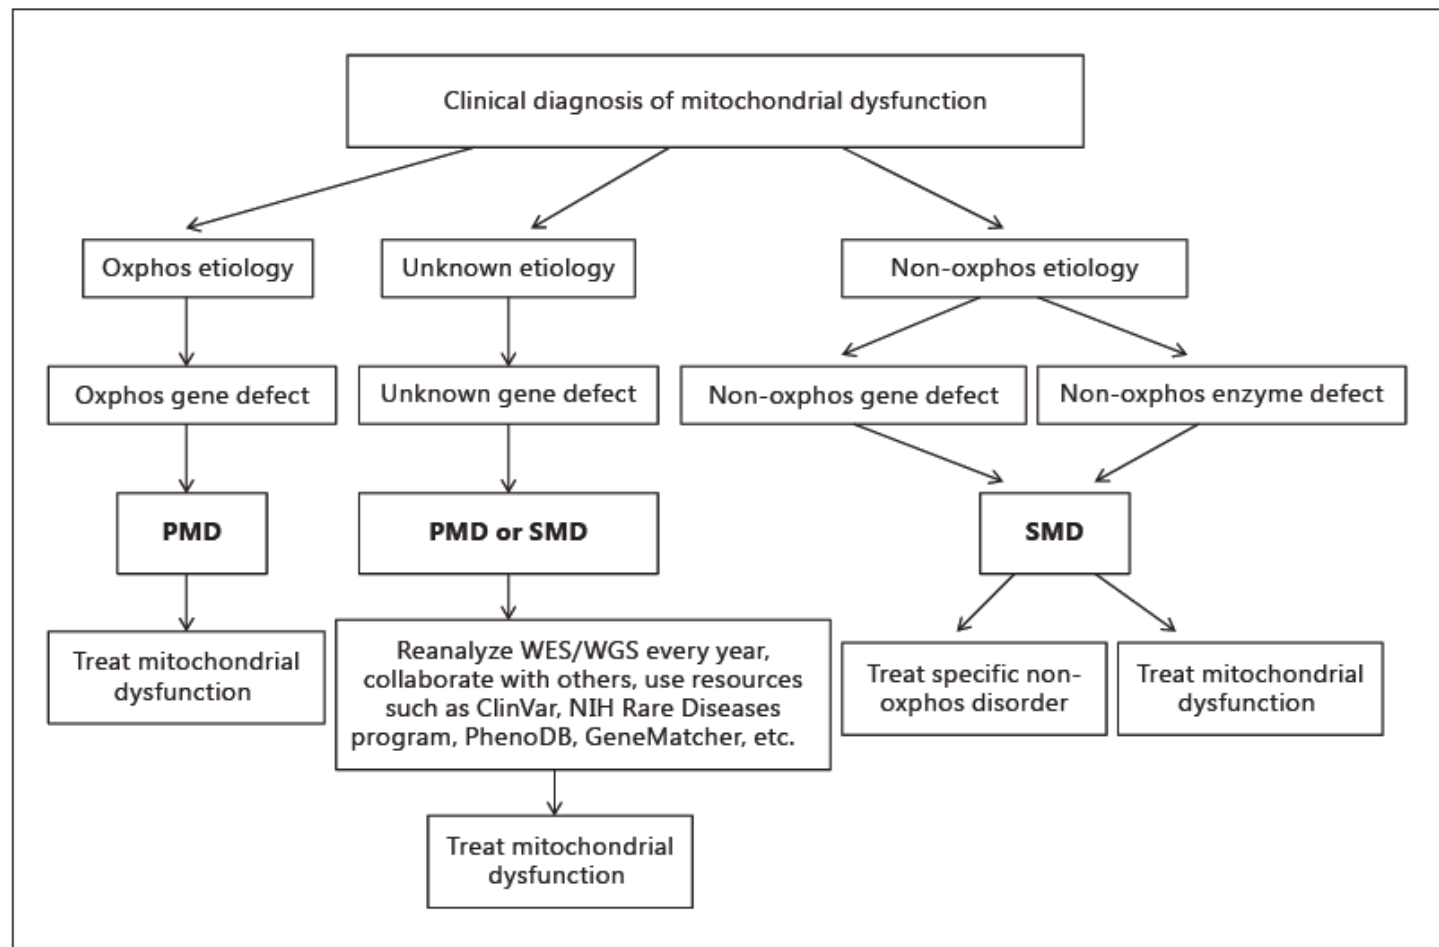 Clinical diagnosis of mitochondrial dysfunction
Oxphos etiology
Unknown etiology
Non-oxphos etiology
Oxphos gene defect
Unknown gene defect
Non-oxphos gene defect
Non-oxphos enzyme defect
PMD
PMD or SMD
SMD
Treat mitochondrial
dysfunction
Reanalyze WES/WGS every year,
collaborate with others, use resources
such as ClinVar, NIH Rare Diseases
program, PhenoDB, GeneMatcher, etc.
Treat specific non-
oxphos disorder
Treat mitochondrial
dysfunction
Treat mitochondrial
dysfunction